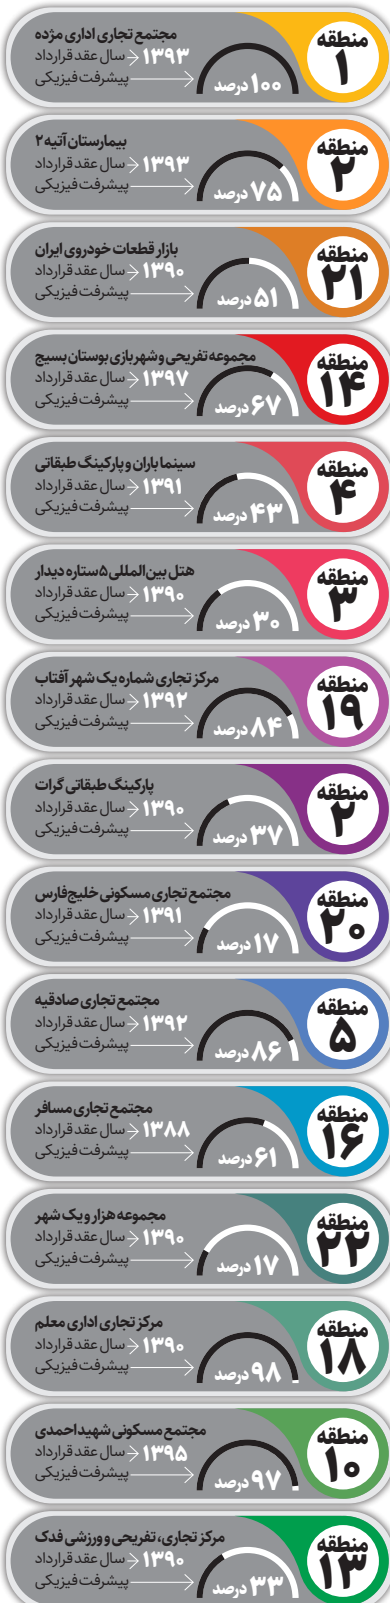 منطقه
۱
مجتمع تجاری اداری مژده
سال عقد قرارداد ۱۳۹۳
پیشرفت فیزیکی
۱۰۰ درصد
منطقه
۲
بیمارستان آتیه ۲
سال عقد قرارداد ۱۳۹۳
پیشرفت فیزیکی
۷۵ درصد
منطقه
۲۱
بازار قطعات خودروی ایران
سال عقد قرارداد ۱۳۹۰
پیشرفت فیزیکی
۵۱ درصد
منطقه
۱۴
مجموعه تفریحی و شهربازی بوستان بسیج
سال عقد قرارداد ۱۳۹۷
پیشرفت فیزیکی
۶۷ درصد
منطقه
۴
سینما باران و پارکینگ طبقاتی
سال عقد قرارداد ۱۳۹۱
پیشرفت فیزیکی
۴۳ درصد
منطقه
۳
هتل بین‌المللی ۵ ستاره دیدار
سال عقد قرارداد ۱۳۹۰
پیشرفت فیزیکی
۳۰ درصد
منطقه
۱۹
مرکز تجاری شماره یک شهر آفتاب
سال عقد قرارداد ۱۳۹۲
پیشرفت فیزیکی
۸۴ درصد
منطقه
۲
پارکینگ طبقاتی گرات
سال عقد قرارداد ۱۳۹۰
پیشرفت فیزیکی
۳۷ درصد
منطقه
۲۰
مجتمع تجاری مسکونی خلیج‌فارس
سال عقد قرارداد ۱۳۹۱
پیشرفت فیزیکی
۱۷ درصد
منطقه
۵
مجتمع تجاری صادقیه
سال عقد قرارداد ۱۳۹۲
پیشرفت فیزیکی
۸۶ درصد
منطقه
۱۶
مجتمع تجاری مسافر
سال عقد قرارداد ۱۳۸۸
پیشرفت فیزیکی
۶۱ درصد
منطقه
۲۲
مجموعه هزار و یک شهر
سال عقد قرارداد ۱۳۹۰
پیشرفت فیزیکی
۱۷ درصد
منطقه
۱۸
مرکز تجاری اداری معلم
سال عقد قرارداد ۱۳۹۰
پیشرفت فیزیکی
۹۸ درصد
منطقه
۱۰
مجتمع مسکونی شهید احمدی
سال عقد قرارداد ۱۳۹۵
پیشرفت فیزیکی
۹۷ درصد
منطقه
۱۳
مرکز تجاری، تفریحی و ورزشی فدک
سال عقد قرارداد ۱۳۹۰
پیشرفت فیزیکی
۳۳ درصد